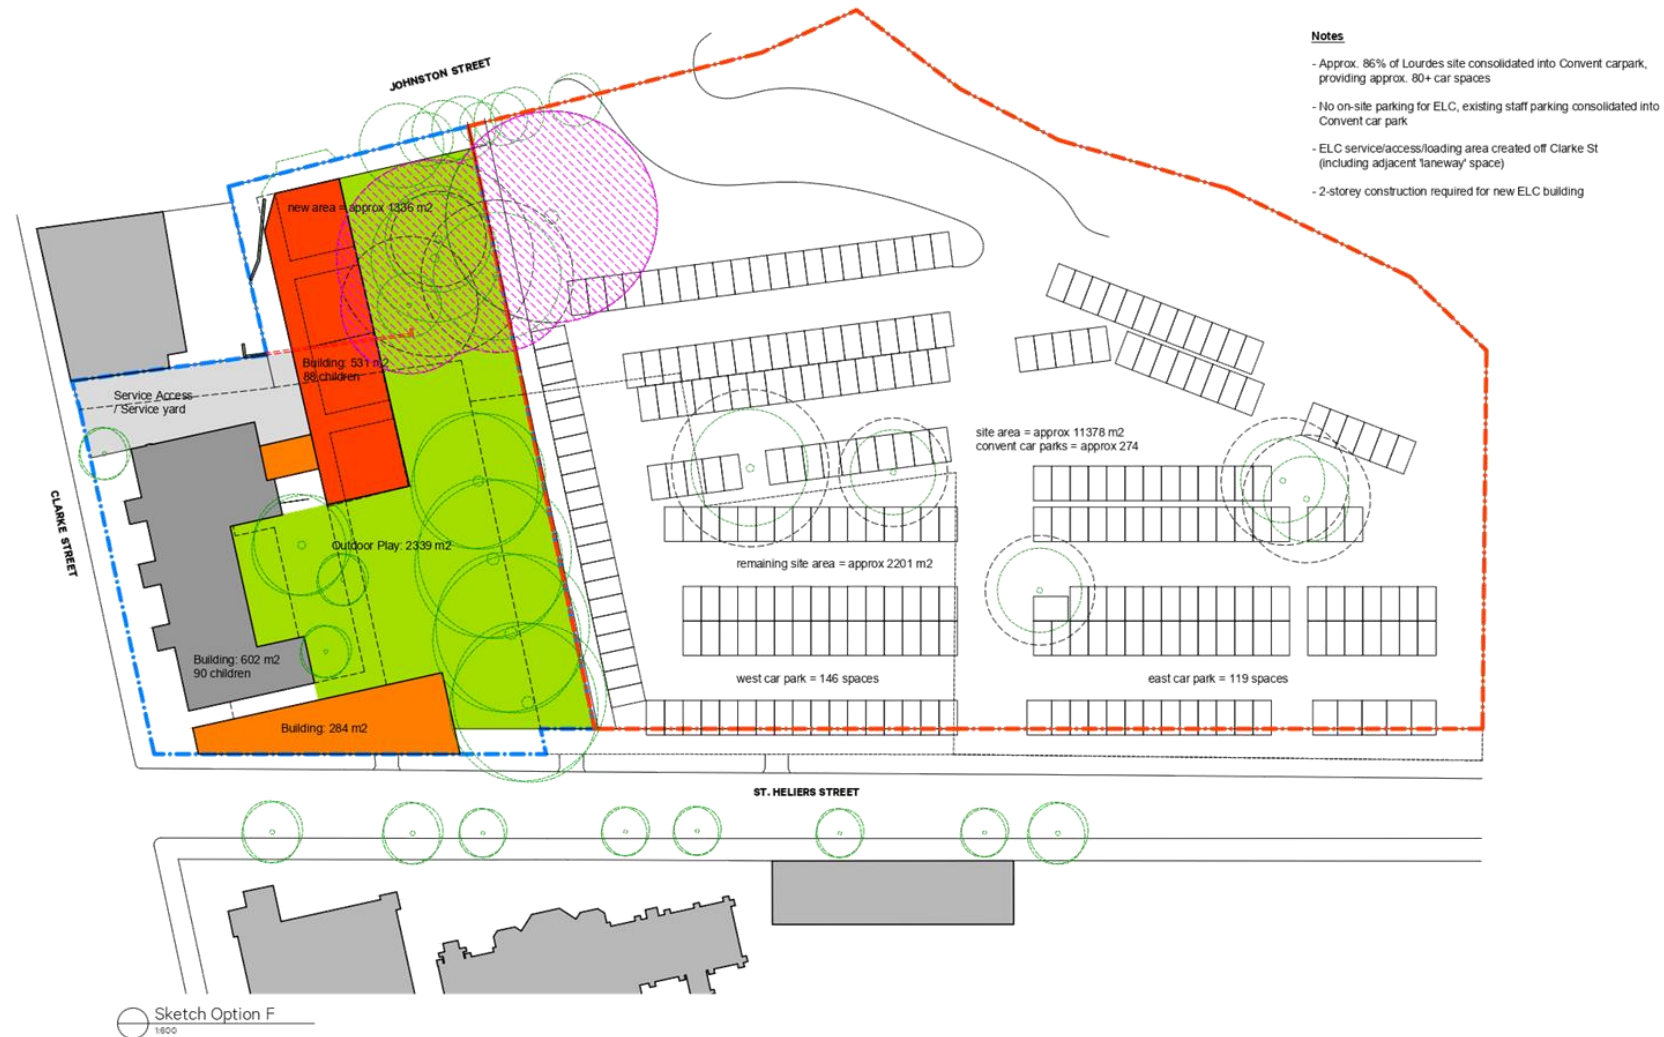 Notes
- Approx. 86% of Lourdes site consolidated into Convent carpark,
providing approx. 80+ car spaces
- No on-site parking for ELC, existing staff parking consolidated into
Convent car park
- ELC service/access/loading area created off Clarke St
(including adjacent 'laneway' space)
- 2-storey construction required for new ELC building
JOHNSTON STREET
new area = approx 1336 m2
Building: 531 m2
88 children
Service Access
/ Service yard
site area = approx 11378 m2
convent car parks = approx 274
CLARKE STREET
Outdoor Play: 2339 m2
remaining site area = approx 2201 m2
Building: 602 m2
90 children
west car park = 146 spaces
east car park = 119 spaces
Building: 284 m2
ST. HELIERS STREET
Sketch Option F
1:600